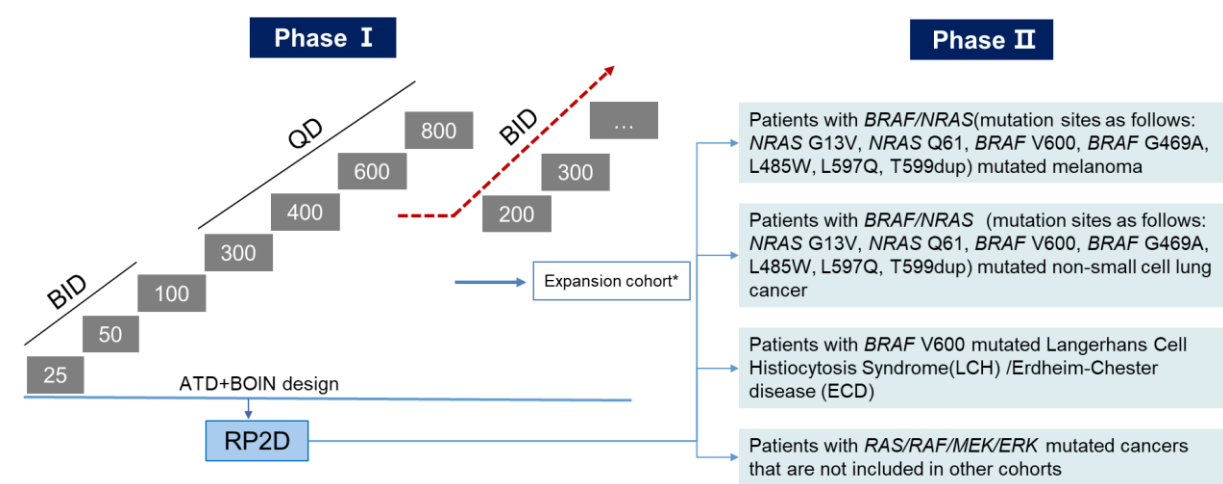 Phase Ⅰ
Phase Ⅱ
QD
BID
BID
800
600
400
300
100
50
25
…
300
200
Expansion cohort*
ATD+BOIN design
RP2D
Patients with BRAF/NRAS(mutation sites as follows:
NRAS G13V, NRAS Q61, BRAF V600, BRAF G469A,
L485W, L597Q, T599dup) mutated melanoma
Patients with BRAF/NRAS (mutation sites as follows:
NRAS G13V, NRAS Q61, BRAF V600, BRAF G469A,
L485W, L597Q, T599dup) mutated non-small cell lung
cancer
Patients with BRAF V600 mutated Langerhans Cell
Histiocytosis Syndrome(LCH) /Erdheim-Chester
disease (ECD)
Patients with RAS/RAF/MEK/ERK mutated cancers
that are not included in other cohorts